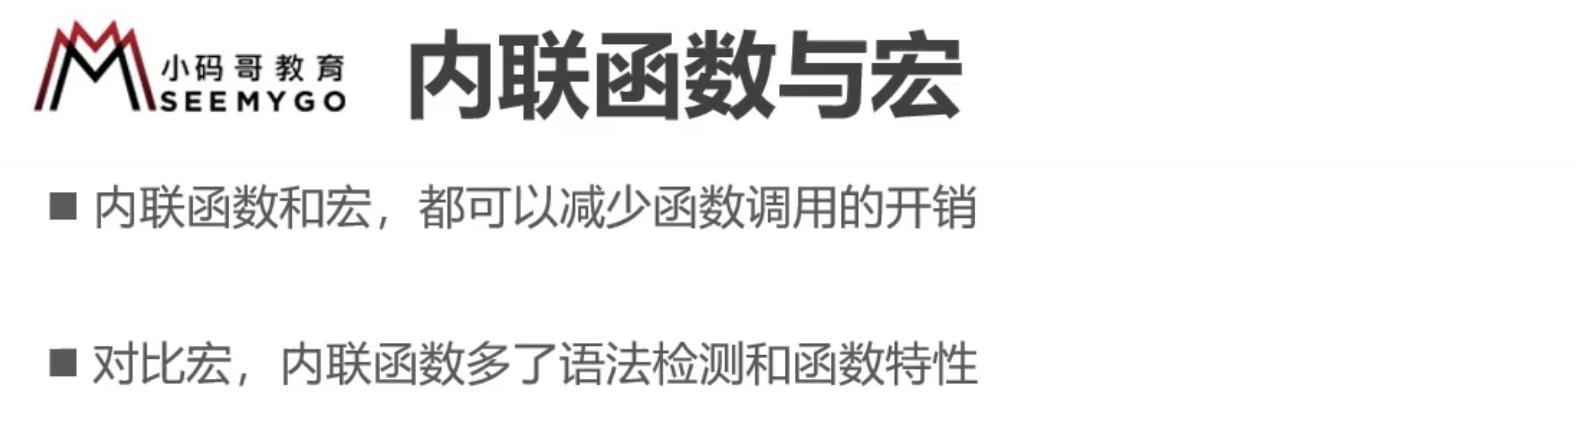 小码哥教育
SEEMYGO
内联函数与宏
■ 内联函数和宏，都可以减少函数调用的开销
■ 对比宏，内联函数多了语法检测和函数特性